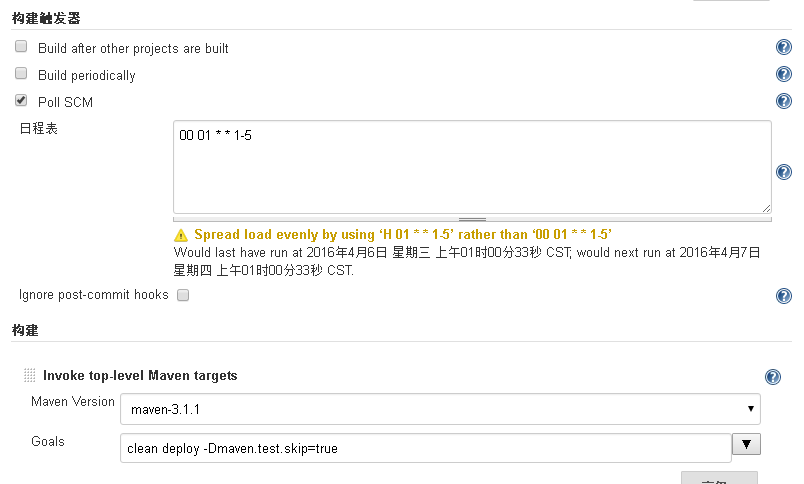 构建触发器
Build after other projects are built
Build periodically
Poll SCM
日程表
00 01 * * 1-5
Spread load evenly by using ‘H 01 * * 1-5’ rather than ‘00 01 * * 1-5’
Would last have run at 2016年4月6日 星期三 上午01时00分33秒 CST; would next run at 2016年4月7日
星期四 上午01时00分33秒 CST.
Ignore post-commit hooks
构建
Invoke top-level Maven targets
Maven Version
maven-3.1.1
Goals
clean deploy -Dmaven.test.skip=true